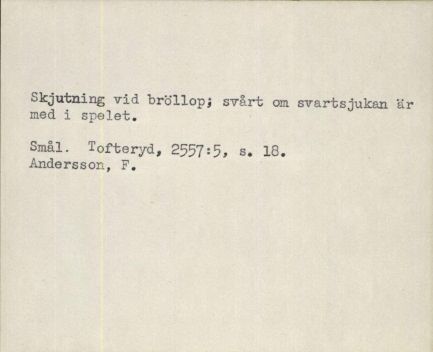 Skjutning vid bröllop; svårt om svartsjukan är
med i spelet.
Smål. Tofteryd, 2557:5, s. 18.
Andersson, F.